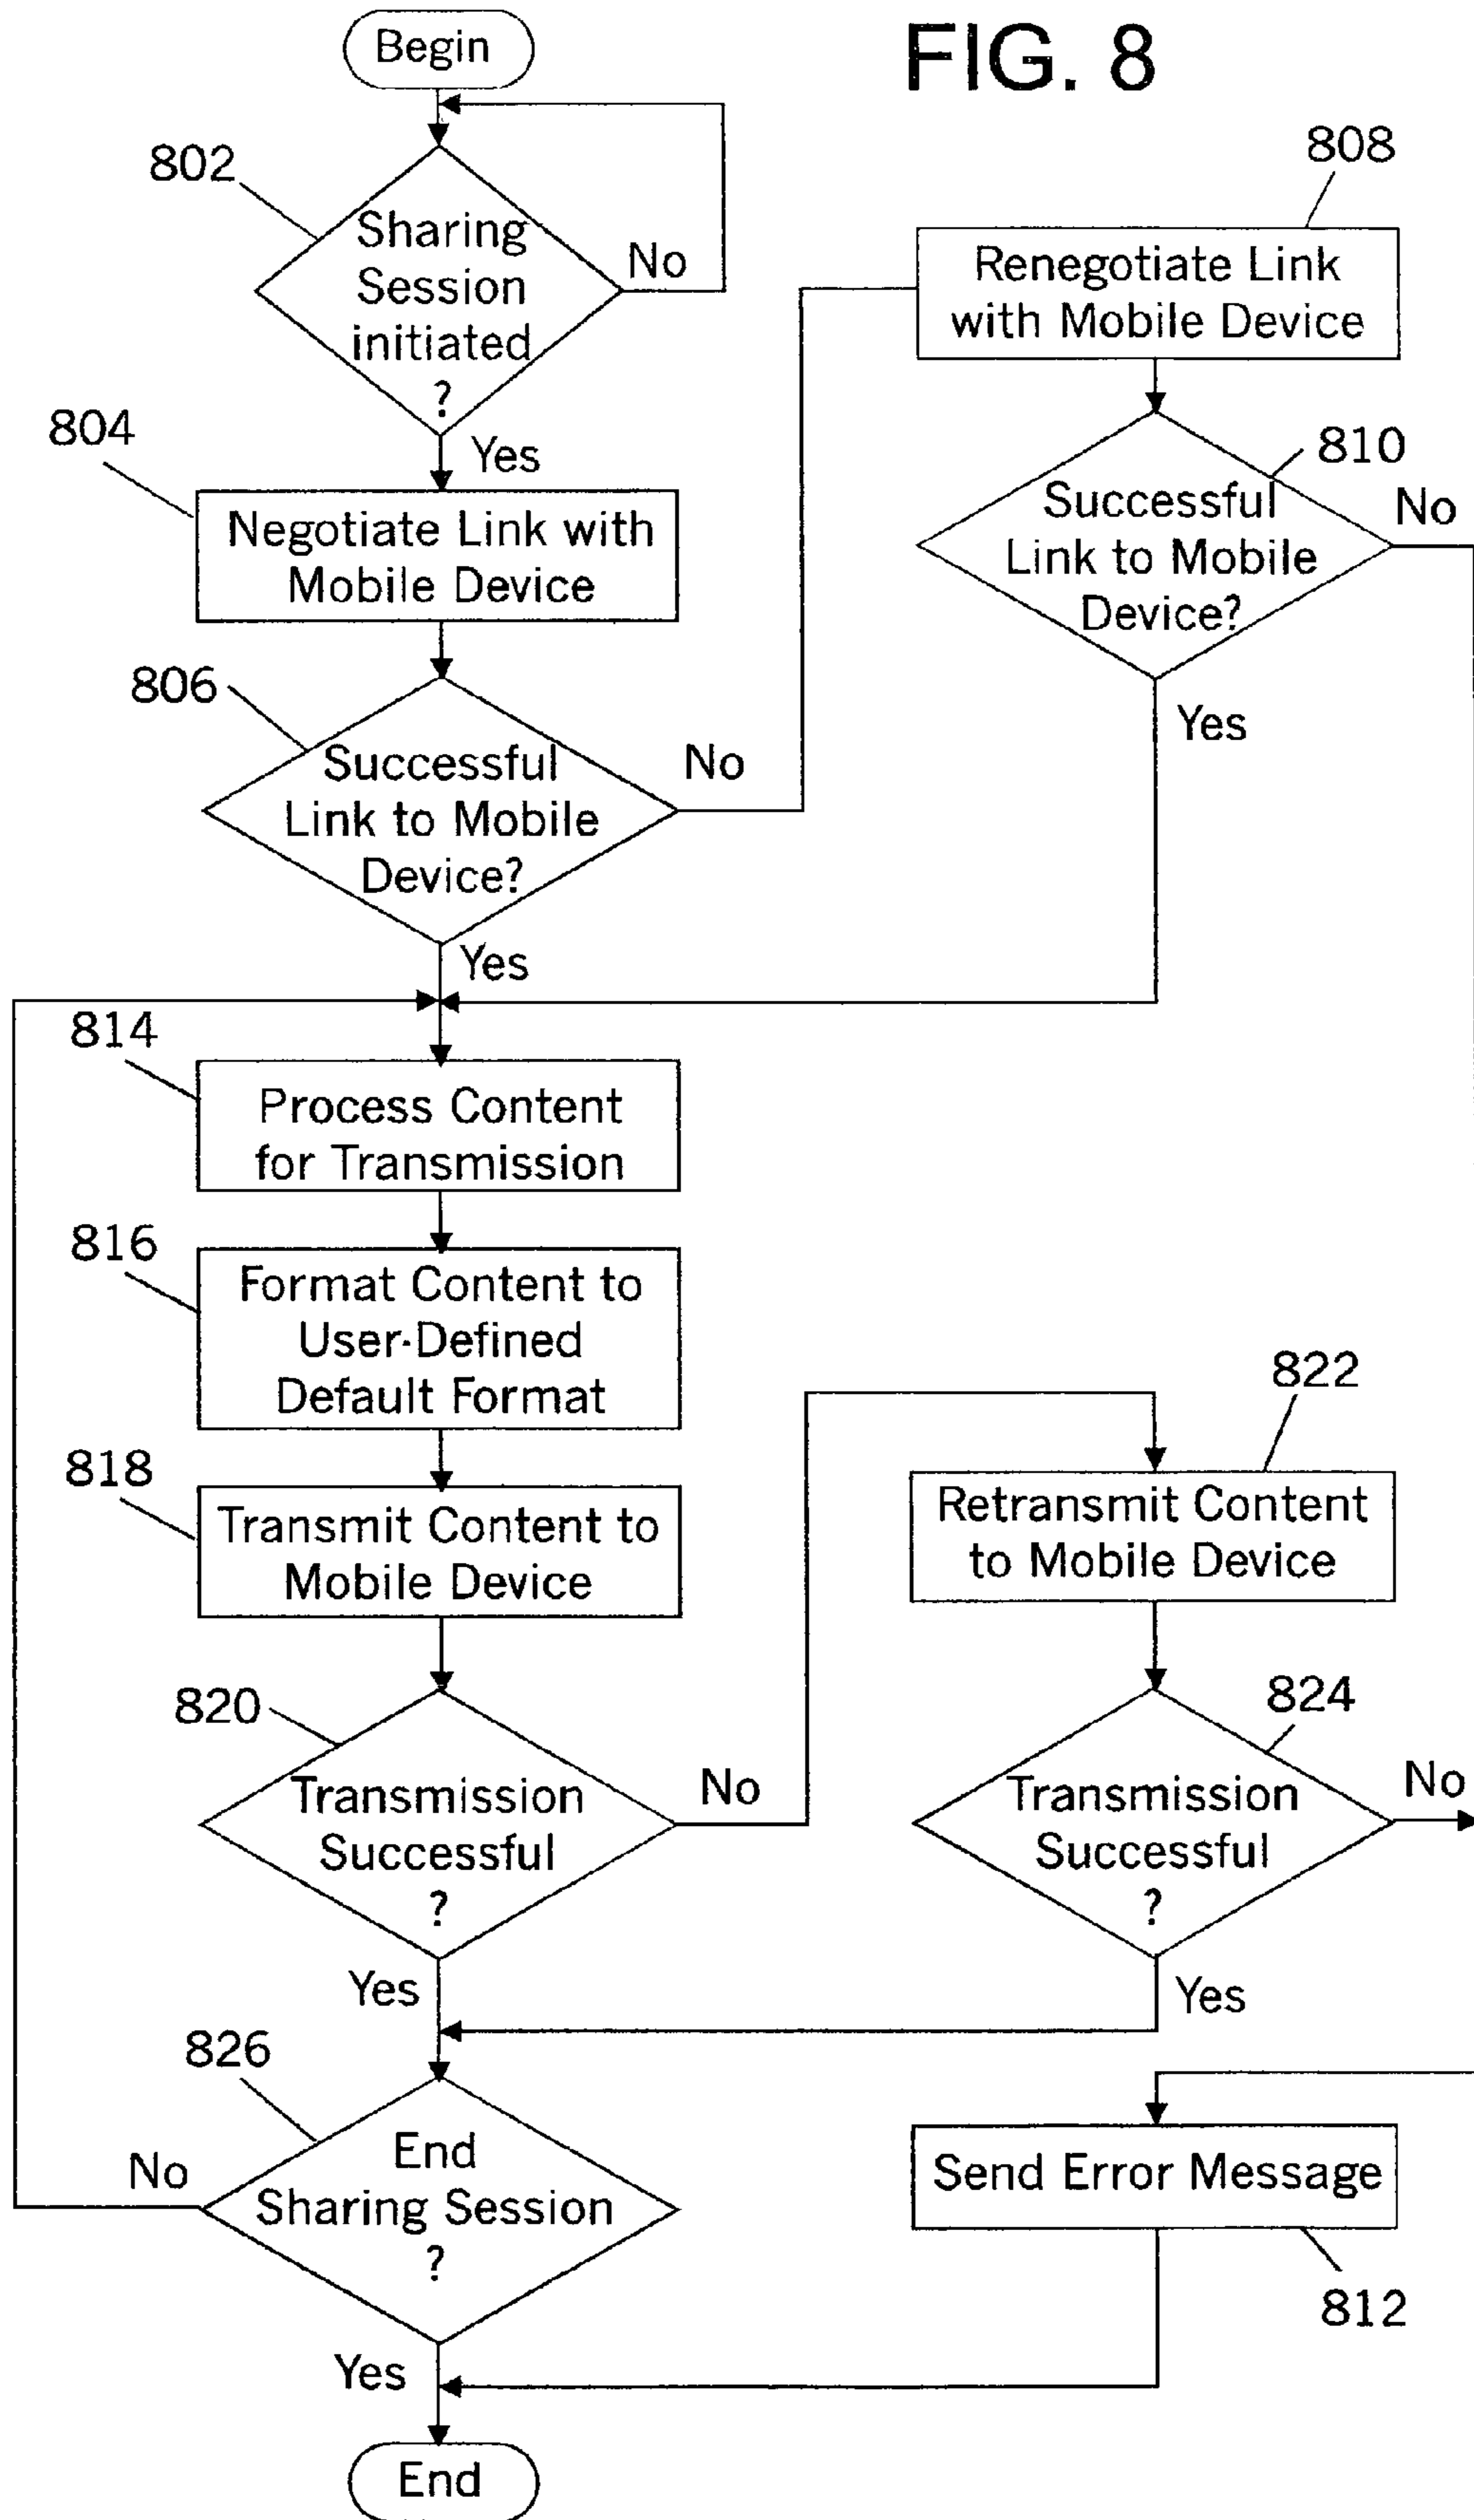 Begin
FIG. 8
802
Sharing
Session
initiated
?
No
Yes
804
Negotiate Link with
Mobile Device
806
Successful
Link to Mobile
Device?
No
Yes
808
Renegotiate Link
with Mobile Device
810
Successful
Link to Mobile
Device?
No
Yes
814
Process Content
for Transmission
816
Format Content to
User-Defined
Default Format
818
Transmit Content to
Mobile Device
820
Transmission
Successful
?
No
Yes
822
Retransmit Content
to Mobile Device
824
Transmission
Successful
?
No
Yes
826
End
Sharing Session
?
No
Yes
Send Error Message
812
End